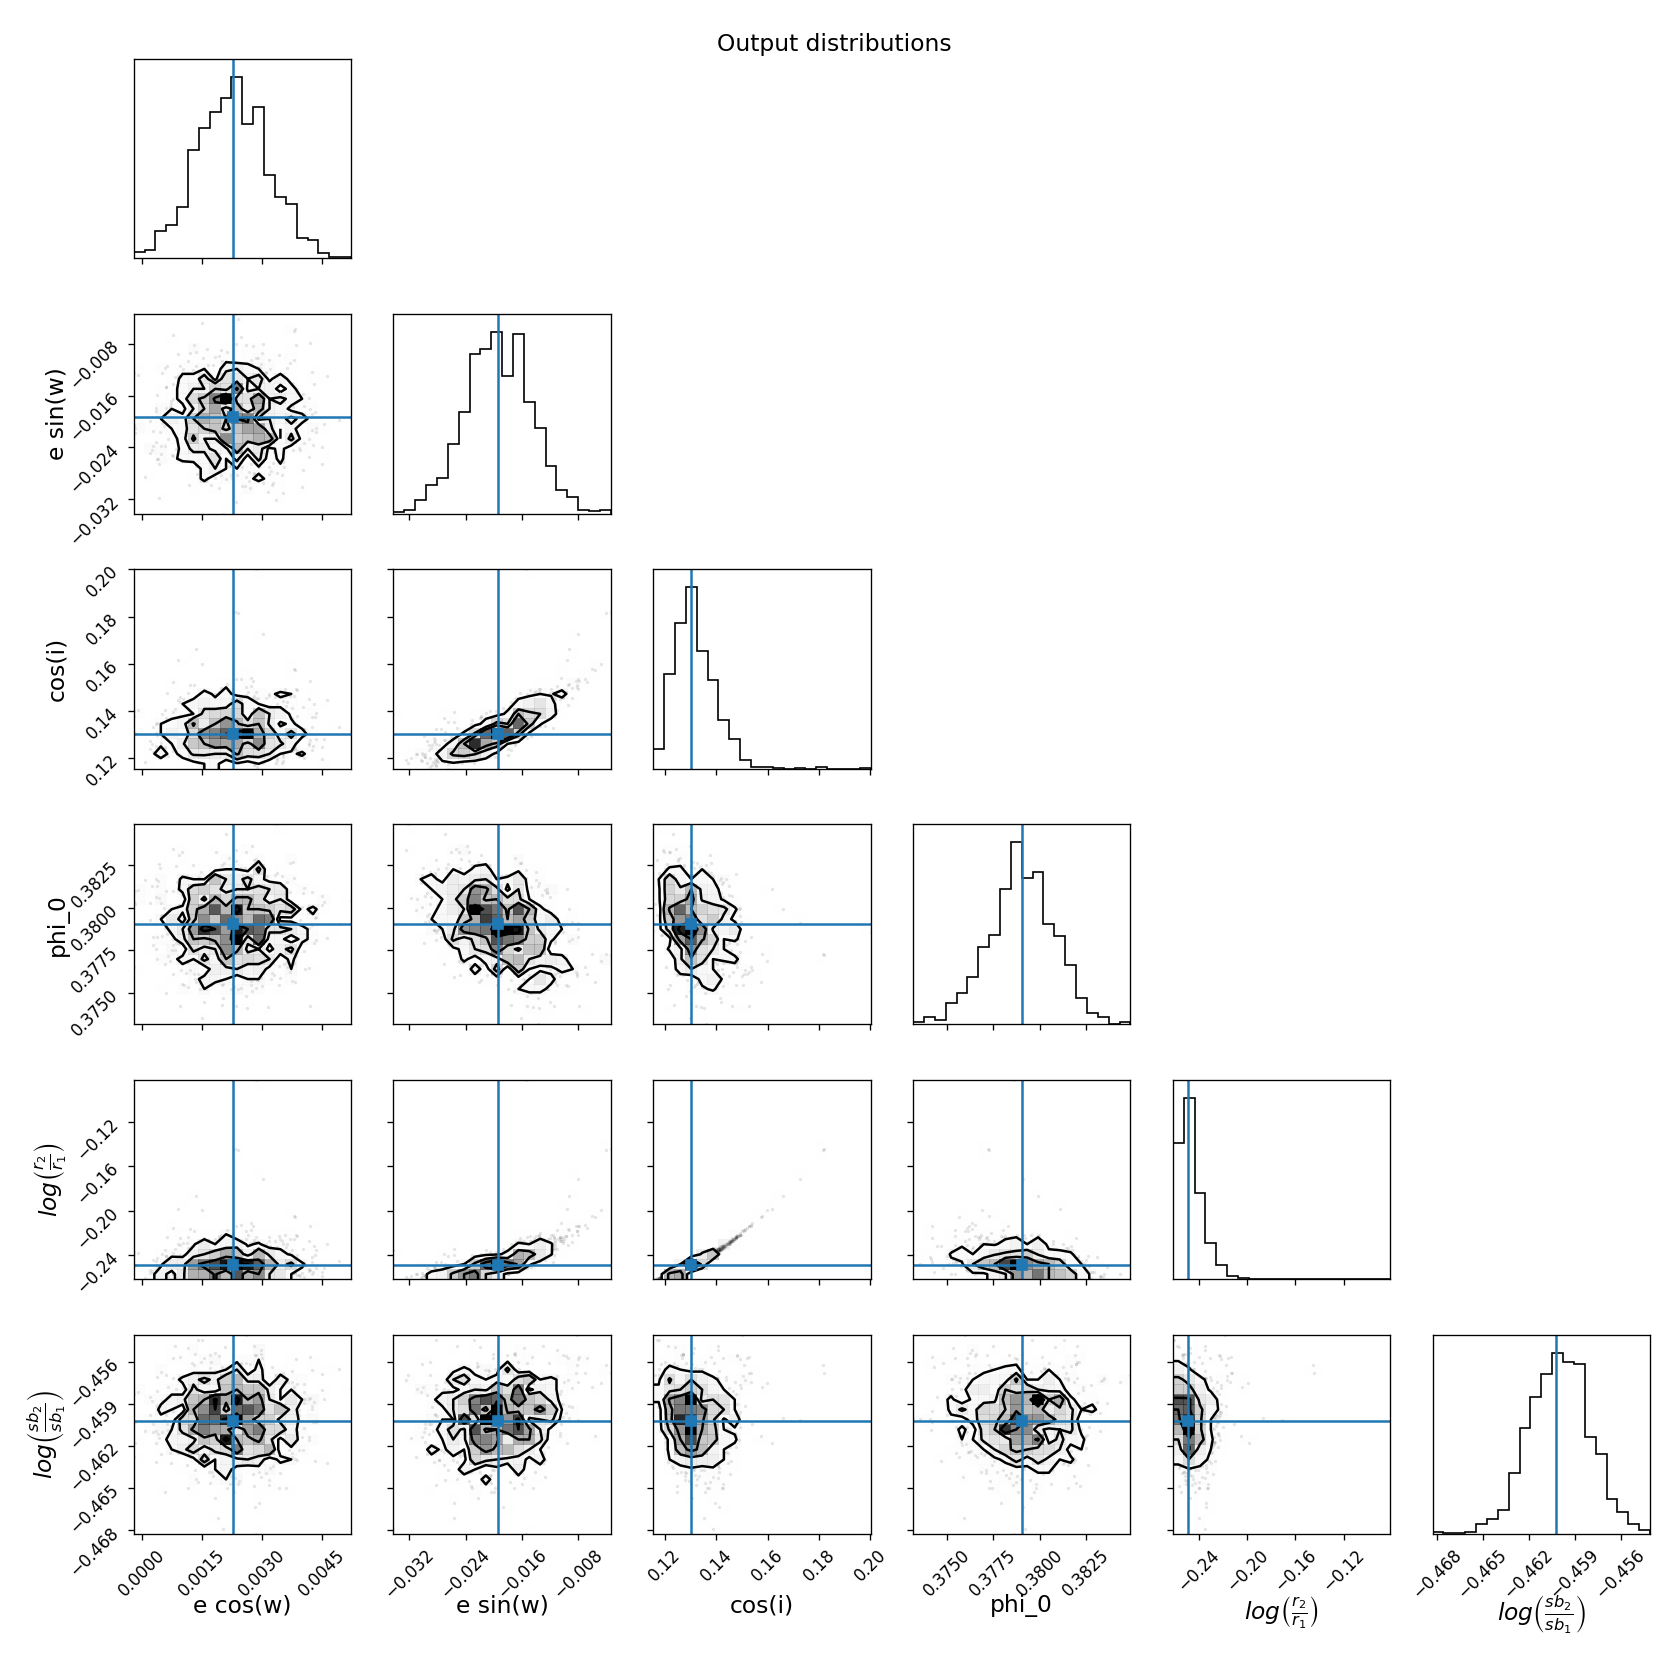 Output distributions
e sin(w)
−0.008
−0.016
−0.024
−0.032
cos(i)
0.20
0.18
0.16
0.14
0.12
phi_0
0.3825
0.3800
0.3775
0.3750
log(r2/r1)
−0.12
−0.16
−0.20
−0.24
log(sb2/sb1)
−0.456
−0.459
−0.462
−0.465
−0.468
0.0000 0.0015 0.0030 0.0045 −0.032 −0.024 −0.016 −0.008 0.12 0.14 0.16 0.18 0.20 0.3750 0.3775 0.3800 0.3825 −0.24 −0.20 −0.16 −0.12 −0.468 −0.465 −0.462 −0.459 −0.456
e cos(w) e sin(w) cos(i) phi_0 log(r2/r1) log(sb2/sb1)